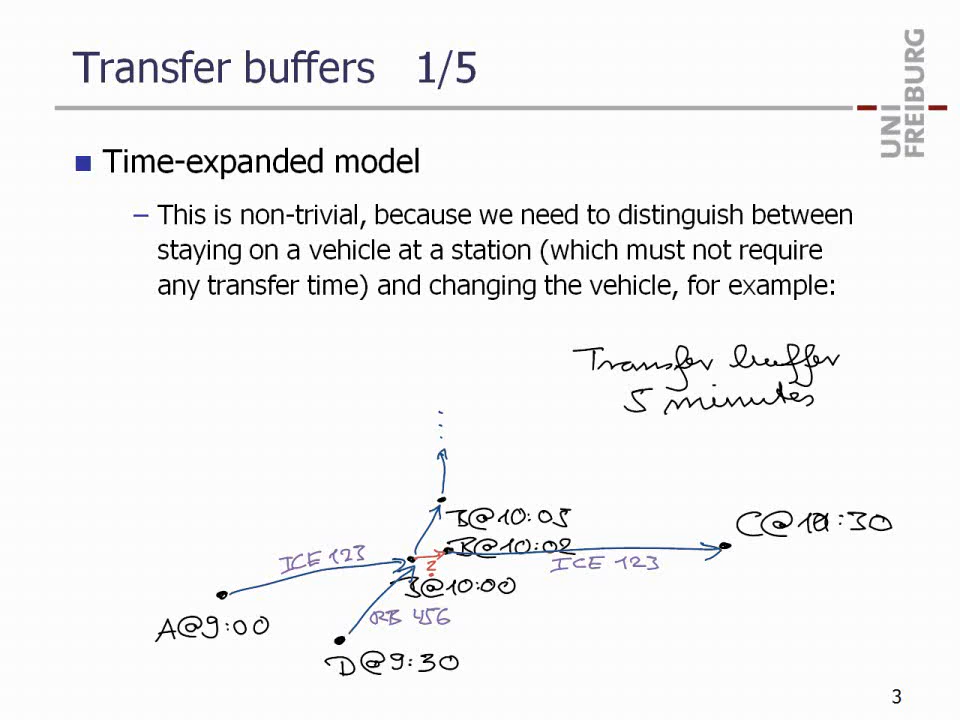 Transfer buffers 1/5
UNI
FREIBURG
■ Time-expanded model
– This is non-trivial, because we need to distinguish between
staying on a vehicle at a station (which must not require
any transfer time) and changing the vehicle, for example:
Transfer buffer
5 minutes
...
B@10:05
B@10:02
C@10:30
ICE 123
?
ICE 123
B@10:00
A@9:00
RB 456
D@9:30
3